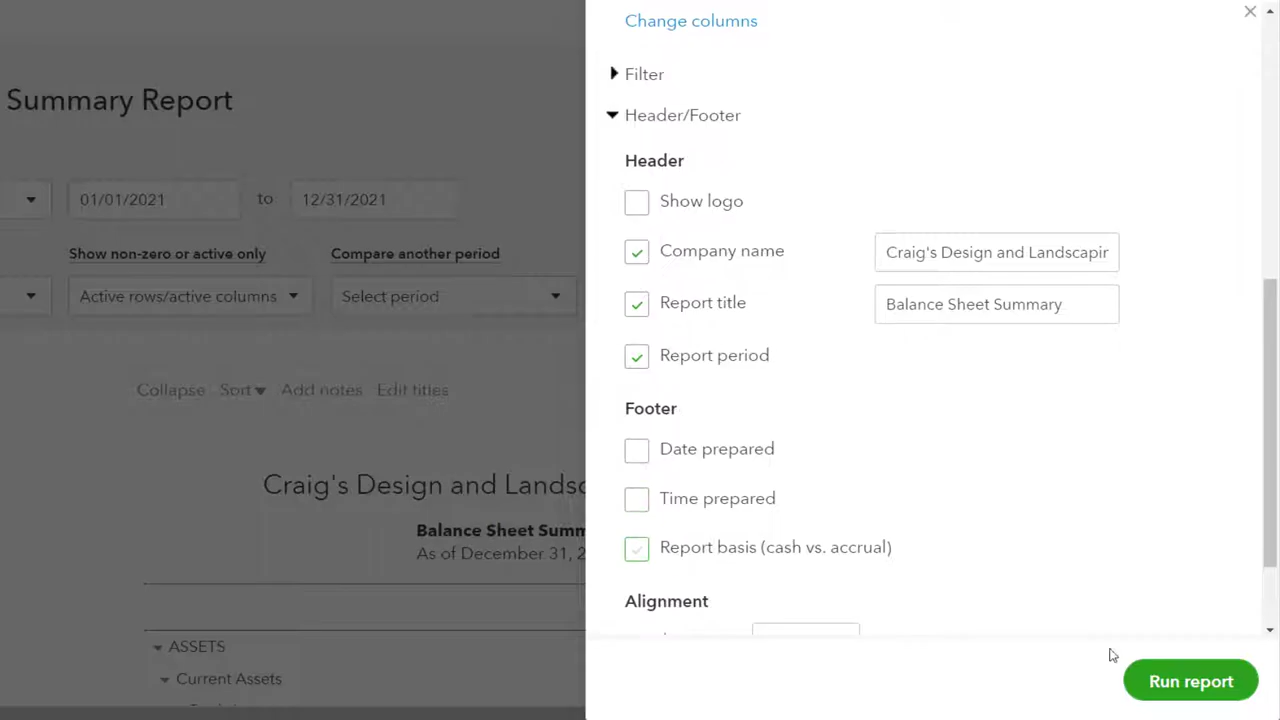 Change columns
Filter
Header/Footer
Header
Show logo
Company name Craig's Design and Landscapin
Report title Balance Sheet Summary
Report period
Footer
Date prepared
Time prepared
Report basis (cash vs. accrual)
Alignment
Run report
Summary Report
01/01/2021 to 12/31/2021
Show non-zero or active only Compare another period
Active rows/active columns Select period
Collapse Sort Add notes Edit titles
Craig's Design and Landsc
Balance Sheet Summ
As of December 31, 2
ASSETS
Current Assets